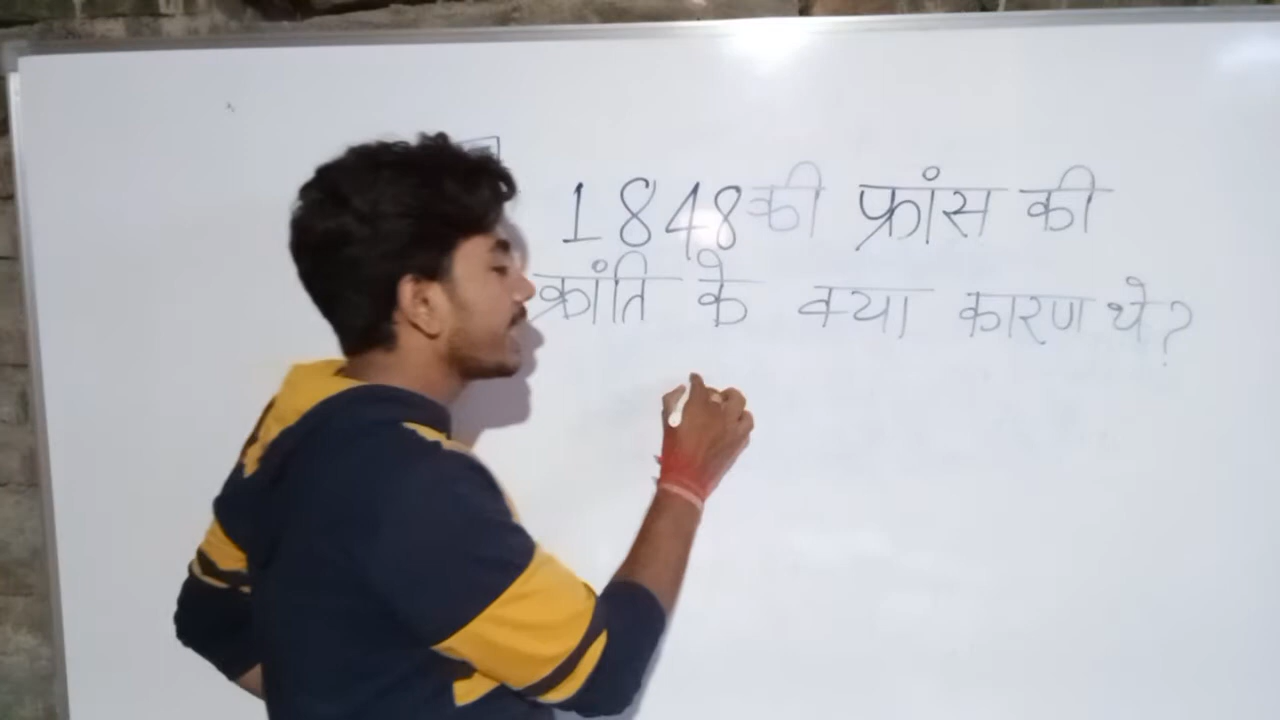 1848 की फ्रांस की
क्रांति के क्या कारण थे?